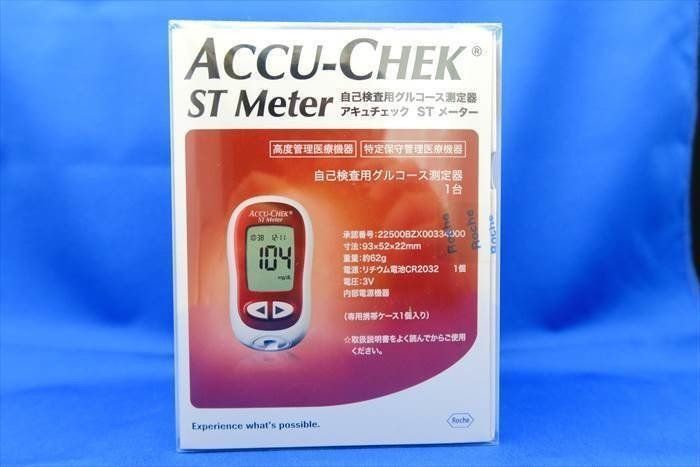 ACCU-CHEK®
ST Meter
自己検査用グルコース測定器
アキュチェック ST メーター
高度管理医療機器 特定保守管理医療機器
自己検査用グルコース測定器
1台
ACCU-CHEK®
ST Meter
10:38 12-11
104
mg/dL
承認番号:22500BZX00334000
寸法:93×52×22mm
重量:約62g
電源:リチウム電池CR2032 1個
電圧:3V
内部電源機器
(専用携帯ケース1個入り)
☆取扱説明書をよく読んでからご使用
ください。
Roche
Roche
Roche
Experience what's possible.
Roche